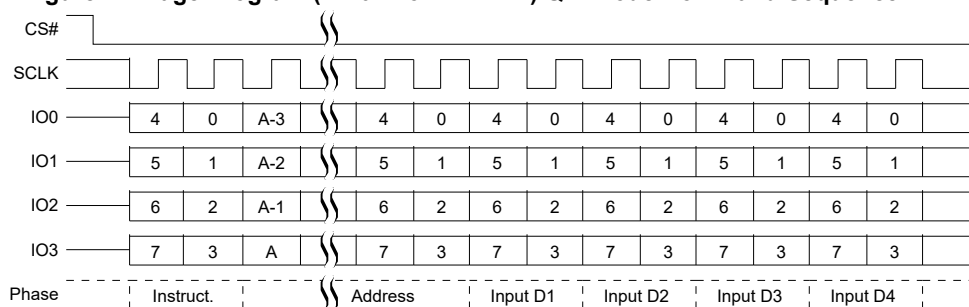 CS#
SCLK
IO0 4 0 A-3 4 0 4 0 4 0 4 0 4 0
IO1 5 1 A-2 5 1 5 1 5 1 5 1 5 1
IO2 6 2 A-1 6 2 6 2 6 2 6 2 6 2
IO3 7 3 A 7 3 7 3 7 3 7 3 7 3
Phase Instruct. Address Input D1 Input D2 Input D3 Input D4